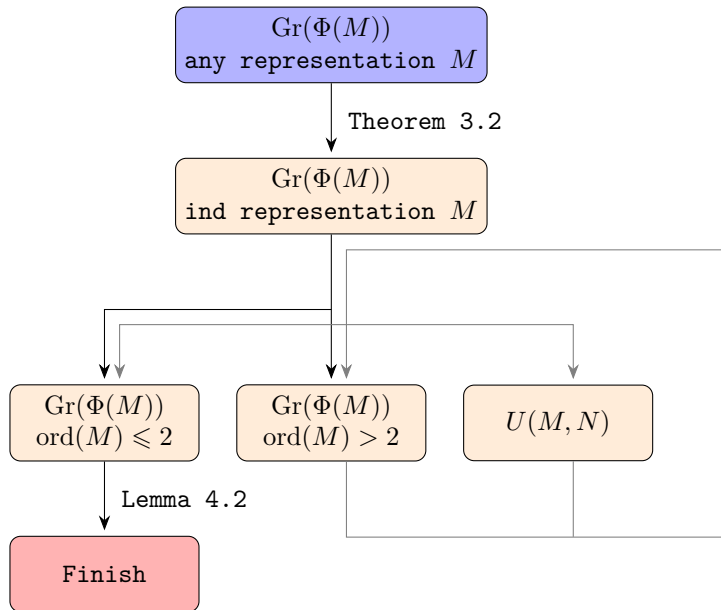 Gr(Φ(M))
any representation M
Theorem 3.2
Gr(Φ(M))
ind representation M
Gr(Φ(M))
ord(M) ⩽ 2
Gr(Φ(M))
ord(M) > 2
U(M, N)
Lemma 4.2
Finish